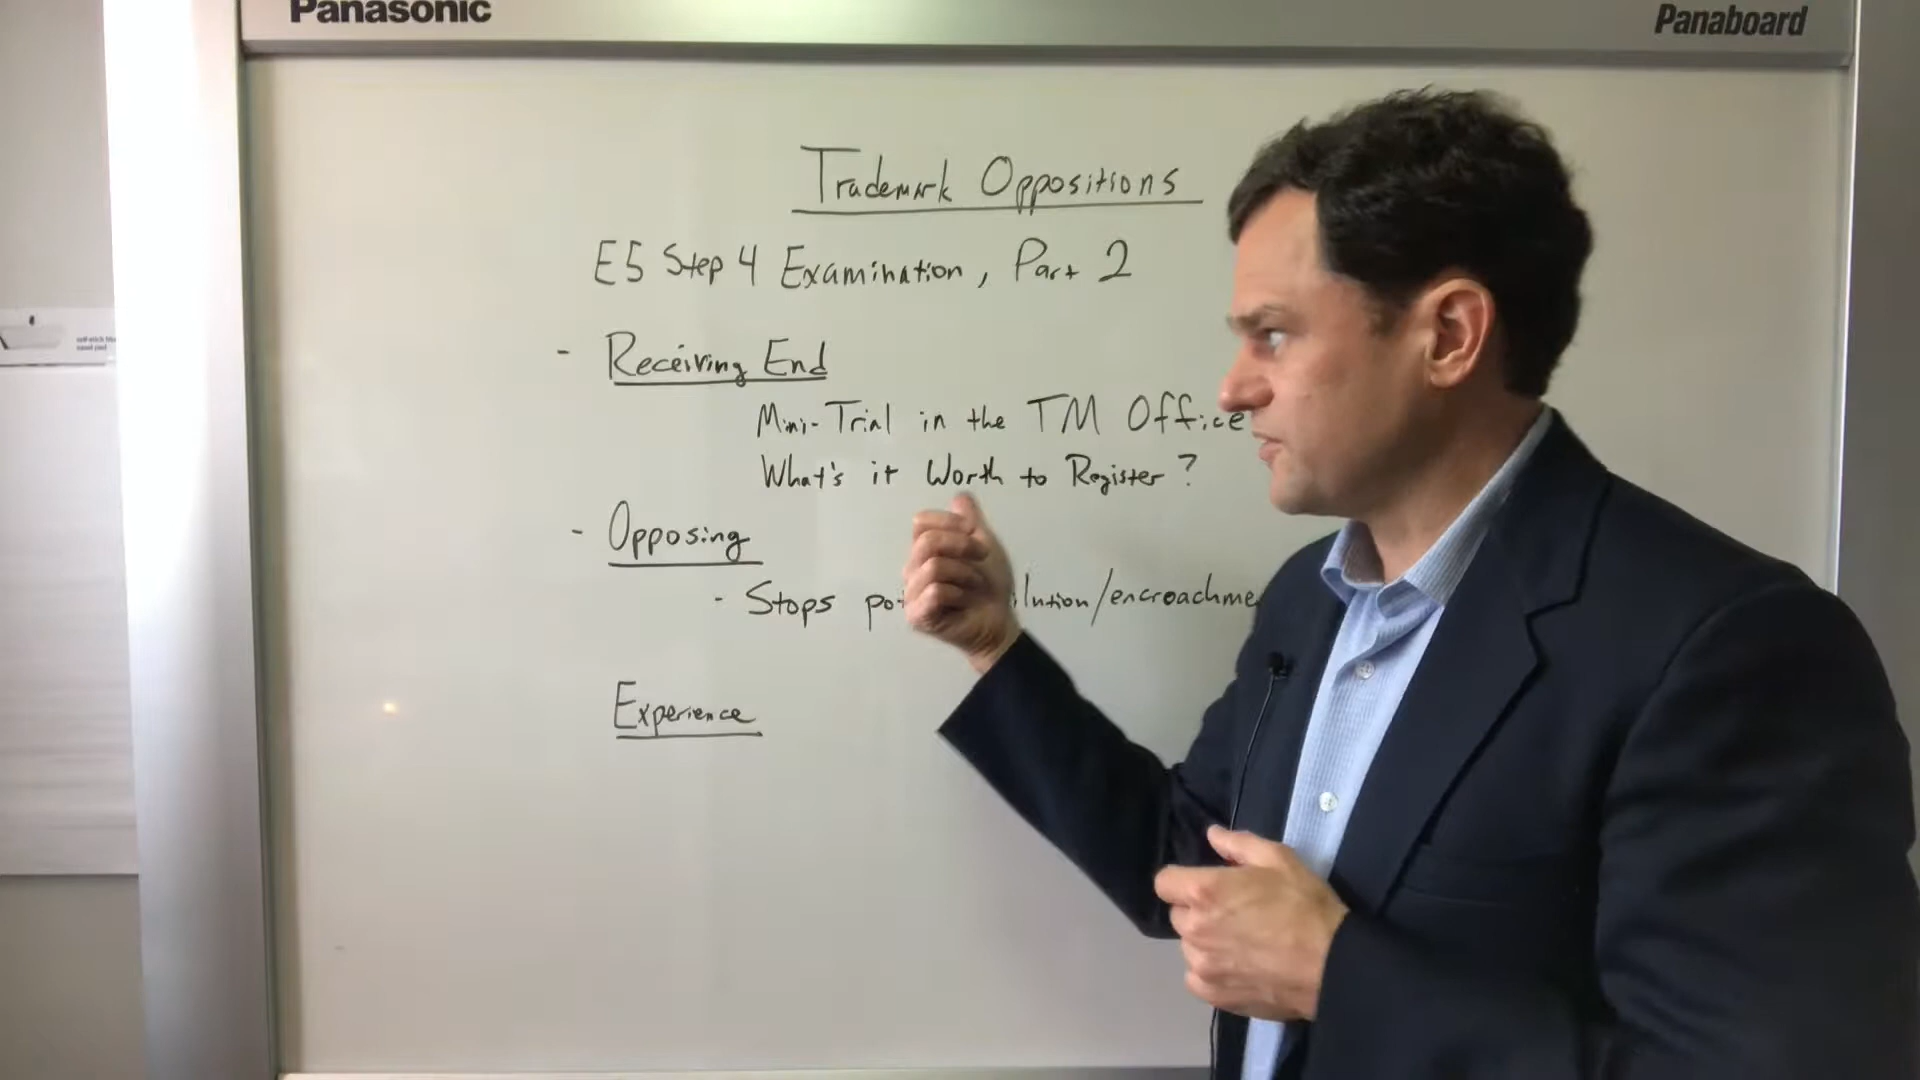 Panasonic
Panaboard
Trademark Oppositions
E5 Step 4 Examination, Part 2
- Receiving End
Mini-Trial in the TM Office
What's it Worth to Register?
- Opposing
- Stops
Experience